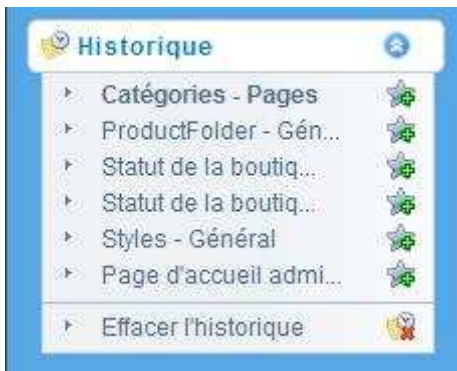 Historique
Catégories - Pages
ProductFolder - Gén...
Statut de la boutiq...
Statut de la boutiq...
Styles - Général
Page d'accueil admi...
Effacer l'historique